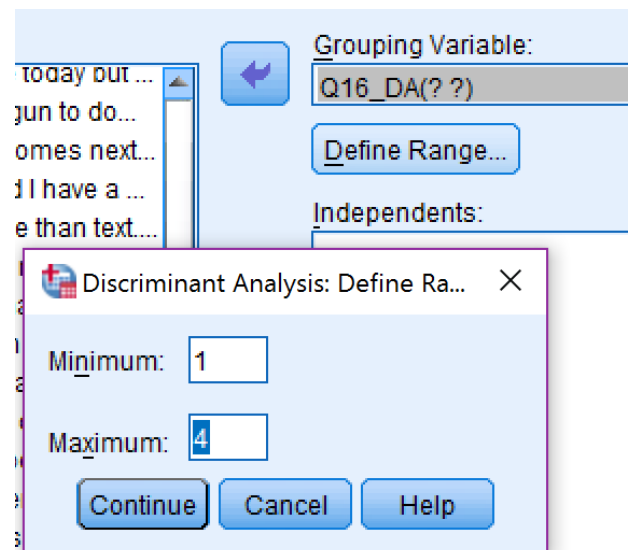 Grouping Variable:
today but ...
Q16_DA(? ?)
gun to do...
omes next...
Define Range...
d I have a ...
e than text....
Independents:
Discriminant Analysis: Define Ra...
Minimum: 1
Maximum: 4
Continue Cancel Help